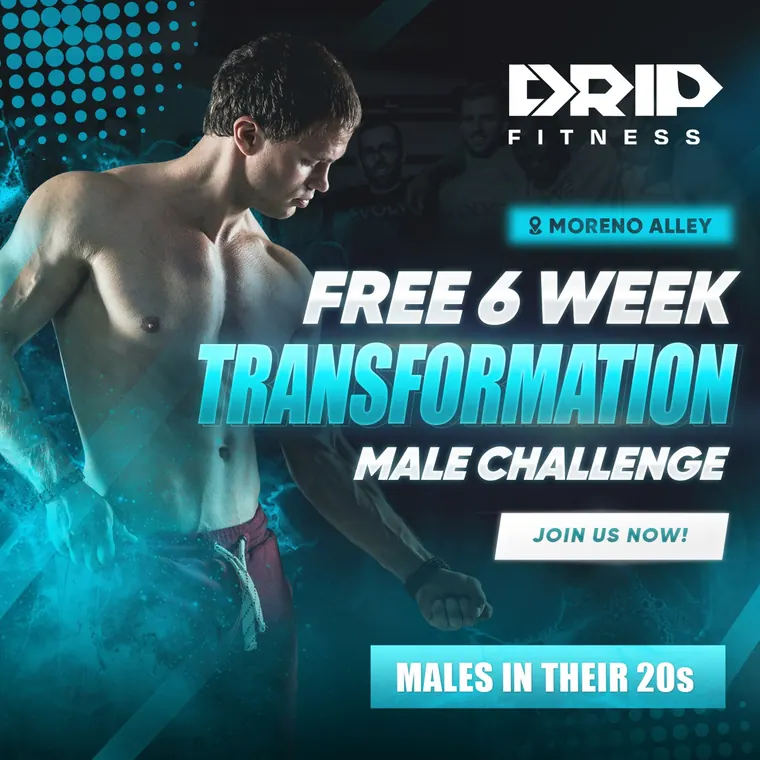 DRIP
FITNESS
MORENO ALLEY
FREE 6 WEEK
TRANSFORMATION
MALE CHALLENGE
JOIN US NOW!
MALES IN THEIR 20s